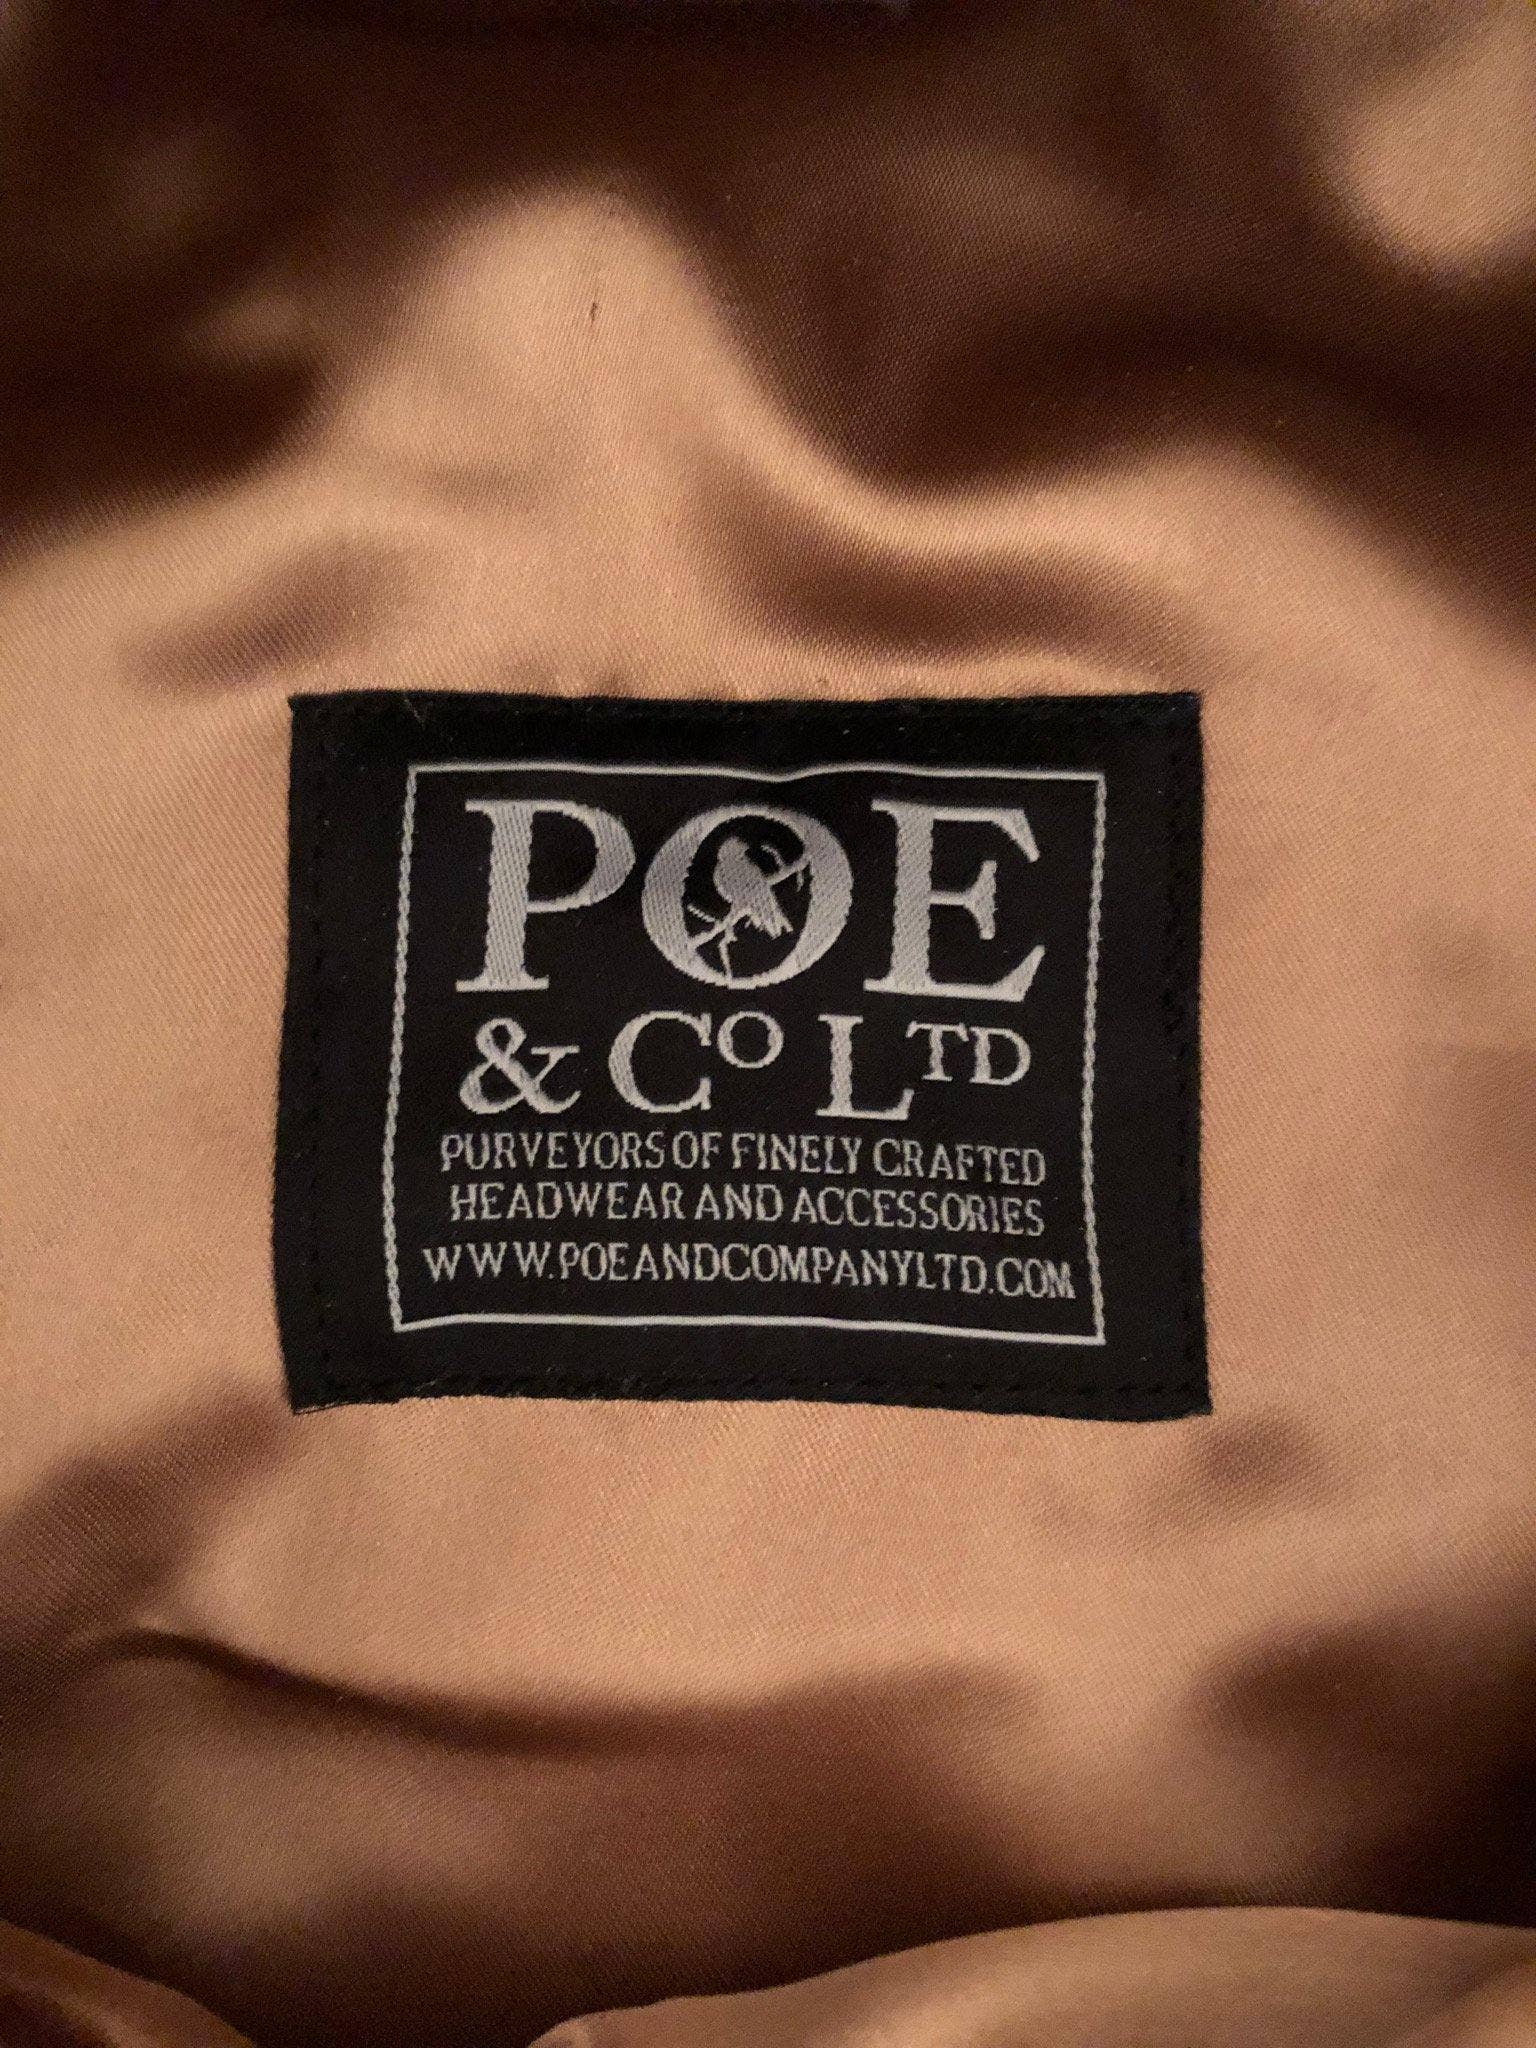 POE
& CO LTD
PURVEYORS OF FINELY CRAFTED
HEADWEAR AND ACCESSORIES
WWW.POEANDCOMPANYLTD.COM